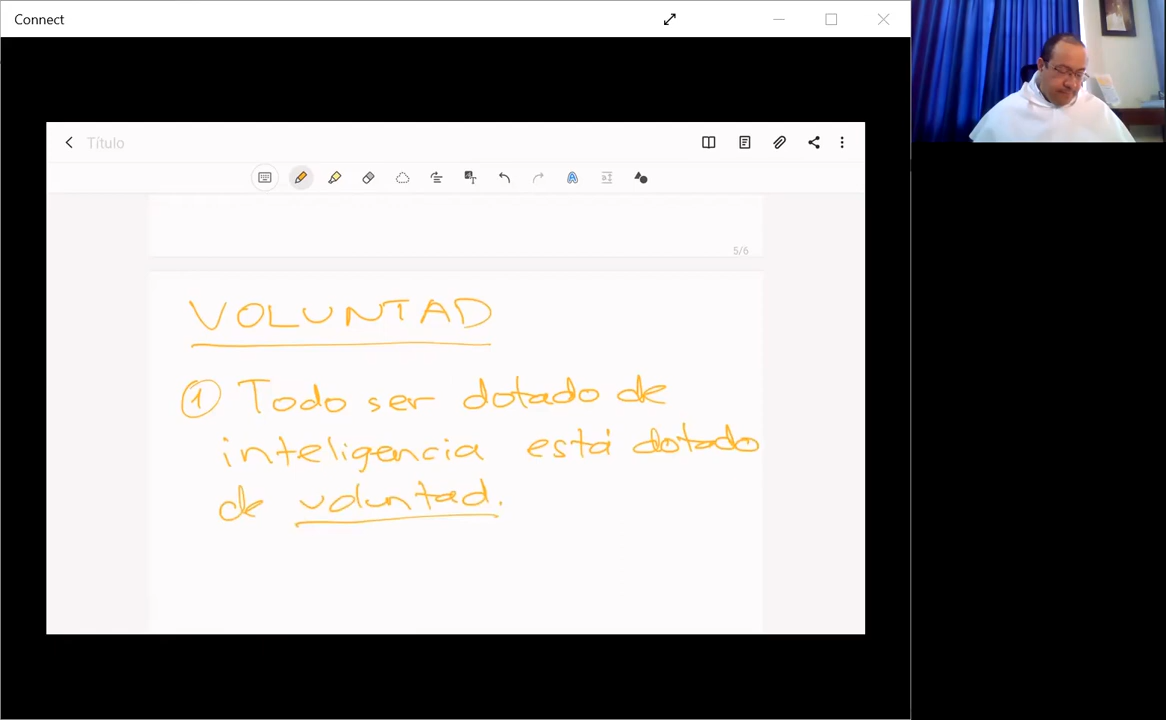 Connect
Título
5/6
VOLUNTAD
1 Todo ser dotado de
inteligencia está dotado
de voluntad.